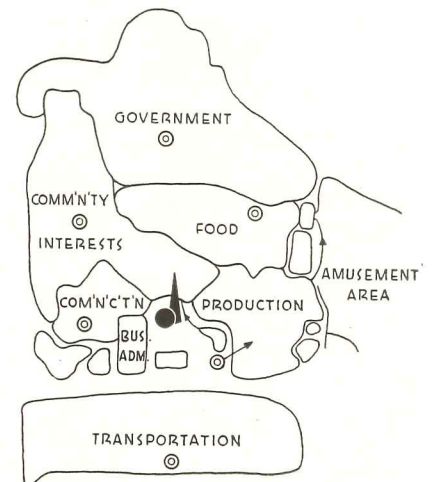 GOVERNMENT
COMM'N'TY
INTERESTS
FOOD
AMUSEMENT
AREA
COM'N'C'T'N
PRODUCTION
BUS.
ADM.
TRANSPORTATION